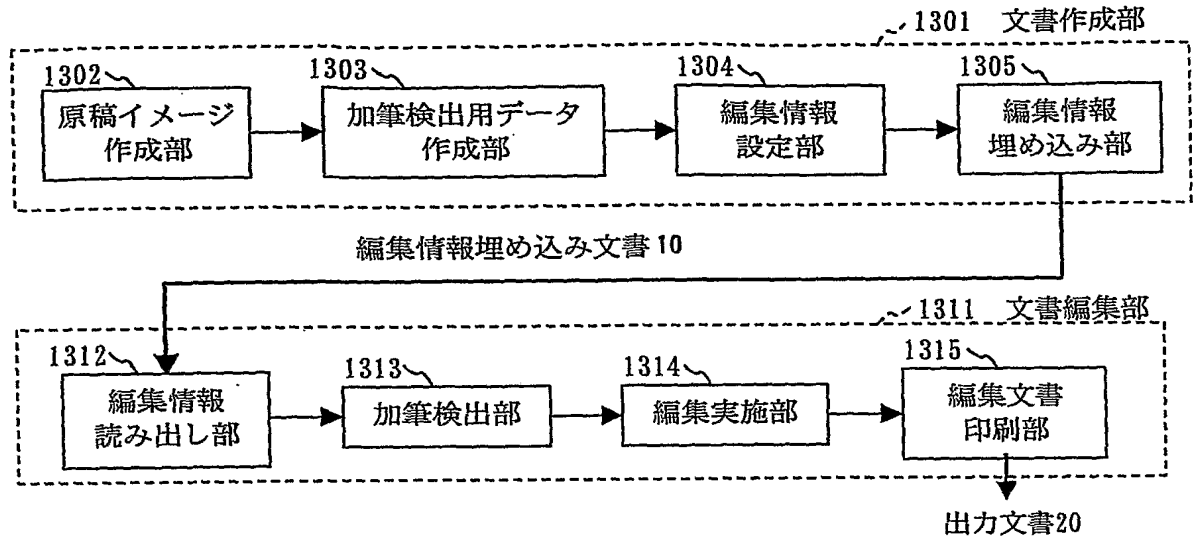 1301 文書作成部
1302
原稿イメージ
作成部
1303
加筆検出用データ
作成部
1304
編集情報
設定部
1305
編集情報
埋め込み部
編集情報埋め込み文書10
1311 文書編集部
1312
編集情報
読み出し部
1313
加筆検出部
1314
編集実施部
1315
編集文書
印刷部
出力文書20